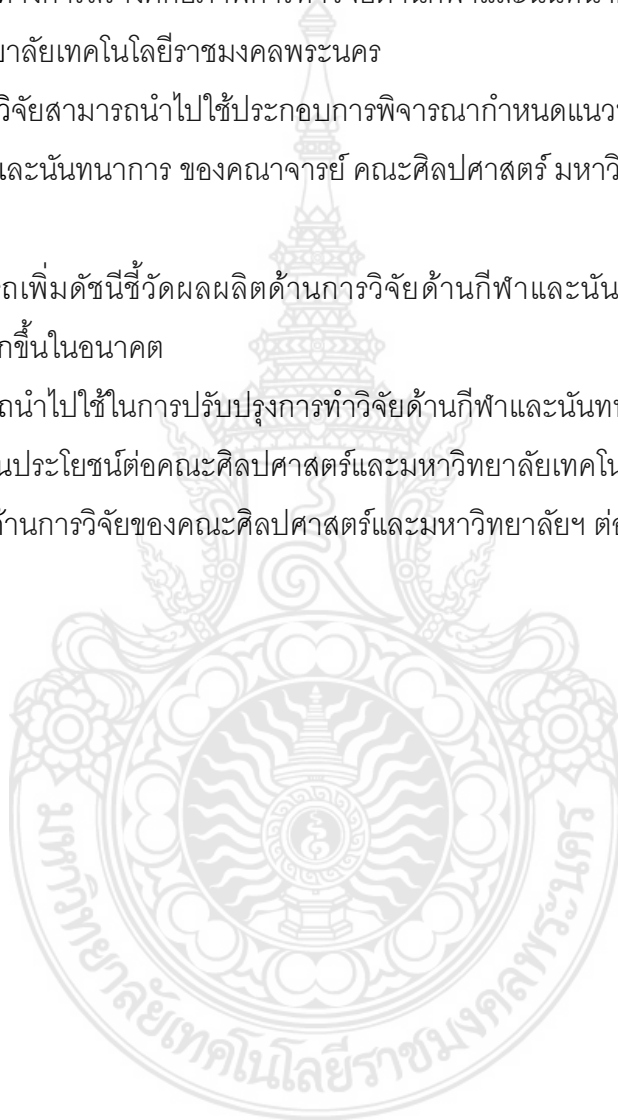 ยาลัยเทคโนโลยีราชมงคลพระนคร
วิจัยสามารถนำไปใช้ประกอบการพิจารณากำหนดแนว
และนันทนาการ ของคณาจารย์ คณะศิลปศาสตร์ มหาวิ
ถเพิ่มดัชนีชี้วัดผลผลิตด้านการวิจัยด้านกีฬาและนัน
กขึ้นในอนาคต
ถนำไปใช้ในการปรับปรุงการทำวิจัยด้านกีฬาและนันท
นประโยชน์ต่อคณะศิลปศาสตร์และมหาวิทยาลัยเทคโน
ด้านการวิจัยของคณะศิลปศาสตร์และมหาวิทยาลัยฯ ต่อ
มหาวิทยาลัยเทคโนโลยีราชมงคลพระนคร